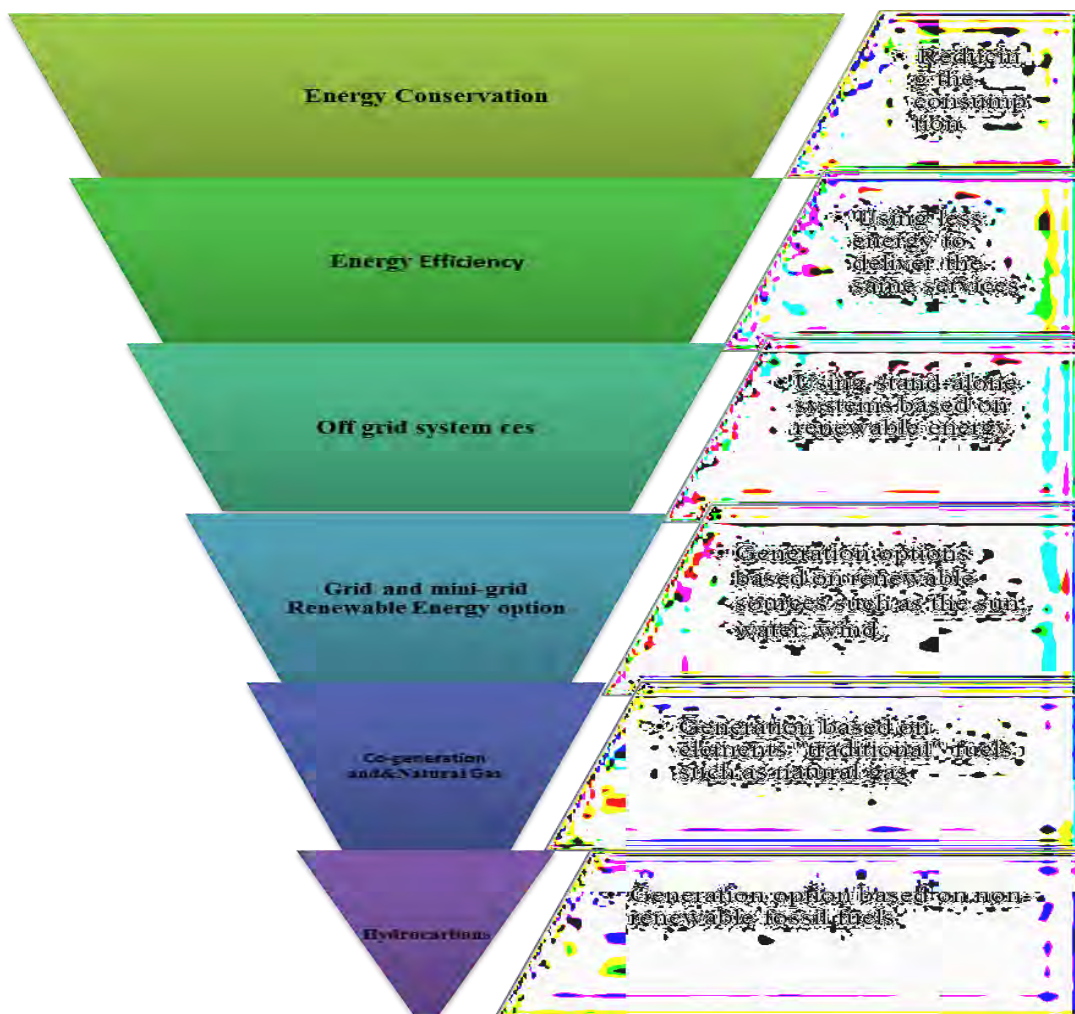 Energy Conservation
Reducin
g the
consump
tion
Energy Efficiency
Using less
energy to
deliver the
same services
Off grid system ces
Using stand-alone
systems based on
renewable energy
Grid and mini-grid
Renewable Energy option
Generation options
based on renewable
sources such as the sun
water, wind,
Co-generation
and&Natural Gas
Generation based on
elements "traditional" fuels
such as natural gas
Hydrocarbons
Generation option based on non-
renewable fossil fuels